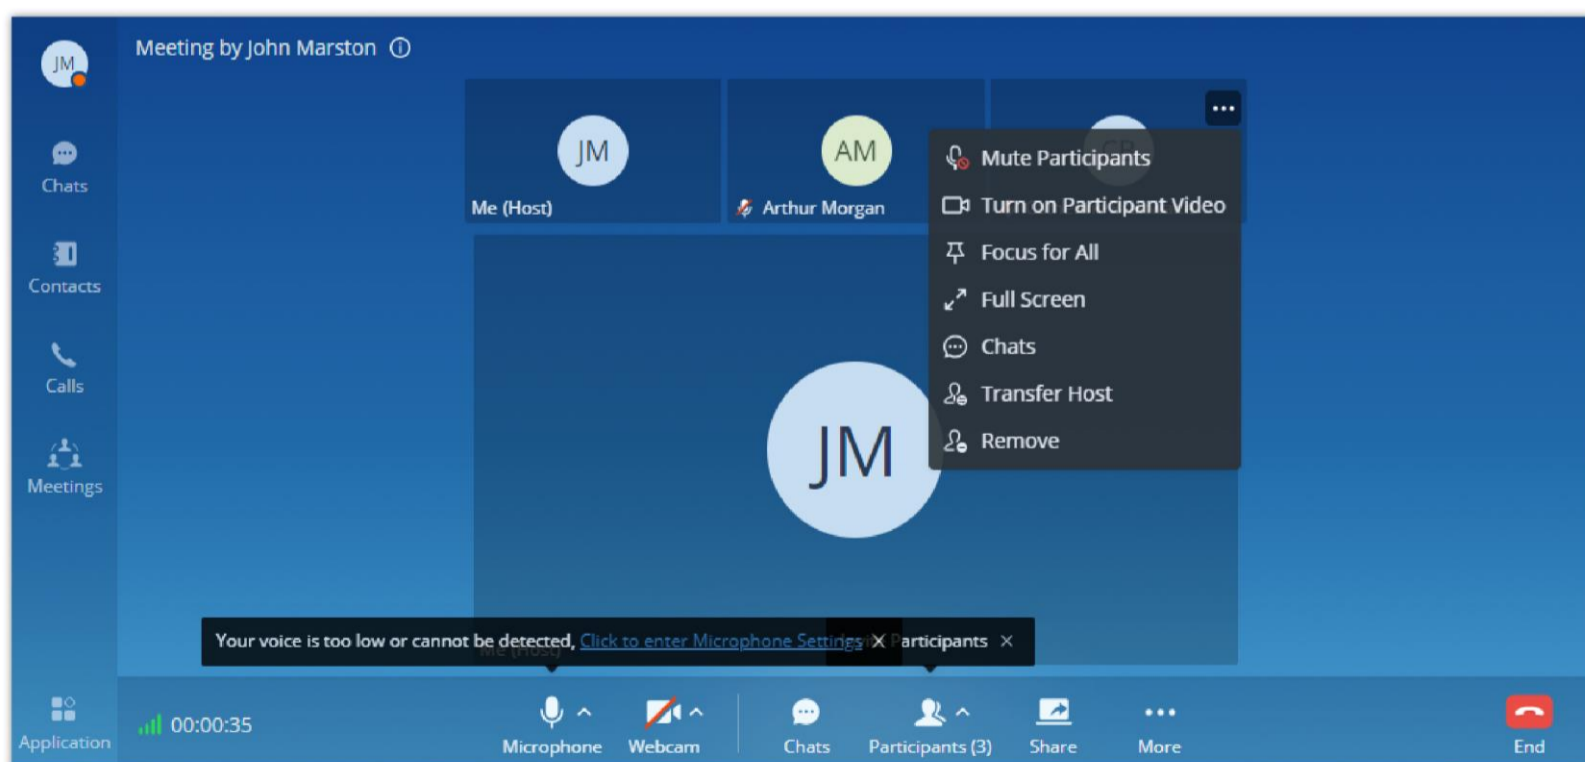 JM
Meeting by John Marston
Chats
Contacts
Calls
Meetings
Application
JM
Me (Host)
AM
Arthur Morgan
Mute Participants
Turn on Participant Video
Focus for All
Full Screen
Chats
Transfer Host
Remove
JM
Me (Host)
Your voice is too low or cannot be detected, Click to enter Microphone Settings
Participants
00:00:35
Microphone
Webcam
Chats
Participants (3)
Share
More
End